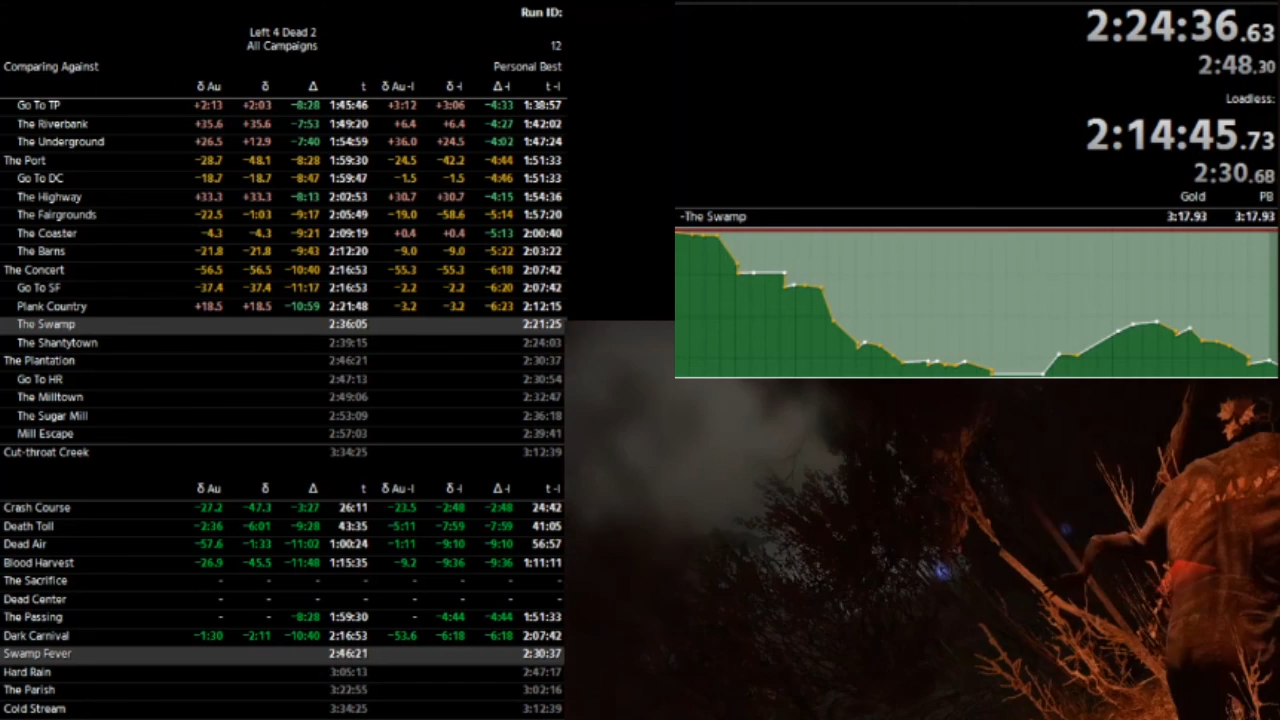 Run ID:
Left 4 Dead 2
All Campaigns
12
Comparing Against Personal Best
δ Au δ Δ t δ Au -I δ -I Δ -I t -I
Go To TP +2:13 +2:03 −8:28 1:45:46 +3:12 +3:06 −4:33 1:38:57
The Riverbank +35.6 +35.6 −7:53 1:49:20 +6.4 +6.4 −4:27 1:42:02
The Underground +26.5 +12.9 −7:40 1:54:59 +36.0 +24.5 −4:02 1:47:24
The Port −28.7 −48.1 −8:28 1:59:30 −24.5 −42.2 −4:44 1:51:33
Go To DC −18.7 −18.7 −8:47 1:59:47 −1.5 −1.5 −4:46 1:51:33
The Highway +33.3 +33.3 −8:13 2:02:53 +30.7 +30.7 −4:15 1:54:36
The Fairgrounds −22.5 −1:03 −9:17 2:05:49 −19.0 −58.6 −5:14 1:57:20
The Coaster −4.3 −4.3 −9:21 2:09:19 +0.4 +0.4 −5:13 2:00:40
The Barns −21.8 −21.8 −9:43 2:12:20 −9.0 −9.0 −5:22 2:03:22
The Concert −56.5 −56.5 −10:40 2:16:53 −55.3 −55.3 −6:18 2:07:42
Go To SF −37.4 −37.4 −11:17 2:16:53 −2.2 −2.2 −6:20 2:07:42
Plank Country +18.5 +18.5 −10:59 2:21:48 −3.2 −3.2 −6:23 2:12:15
The Swamp 2:36:05 2:21:25
The Shantytown 2:39:15 2:24:03
The Plantation 2:46:21 2:30:37
Go To HR 2:47:13 2:30:54
The Milltown 2:49:06 2:32:47
The Sugar Mill 2:53:09 2:36:18
Mill Escape 2:57:03 2:39:41
Cut-throat Creek 3:34:25 3:12:39
δ Au δ Δ t δ Au -I δ -I Δ -I t -I
Crash Course −27.2 −47.3 −3:27 26:11 −23.5 −2:48 −2:48 24:42
Death Toll −2:36 −6:01 −9:28 43:35 −5:11 −7:59 −7:59 41:05
Dead Air −57.6 −1:33 −11:02 1:00:24 −1:11 −9:10 −9:10 56:57
Blood Harvest −26.9 −45.5 −11:48 1:15:35 −9.2 −9:36 −9:36 1:11:11
The Sacrifice - - - - - - - -
Dead Center - - - - - - - -
The Passing - - −8:28 1:59:30 - −4:44 −4:44 1:51:33
Dark Carnival −1:30 −2:11 −10:40 2:16:53 −53.6 −6:18 −6:18 2:07:42
Swamp Fever 2:46:21 2:30:37
Hard Rain 3:05:13 2:47:17
The Parish 3:22:55 3:02:16
Cold Stream 3:34:25 3:12:39
2:24:36.63
2:48.30
Loadless:
2:14:45.73
2:30.68
Gold PB
-The Swamp 3:17.93 3:17.93